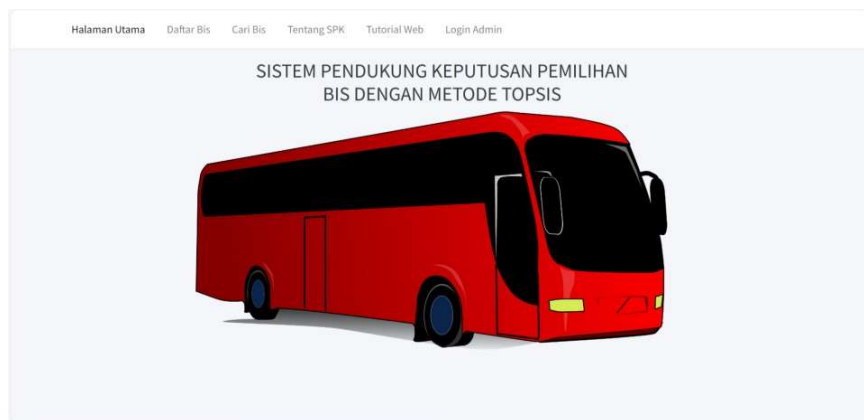 Halaman Utama Daftar Bis Cari Bis Tentang SPK Tutorial Web Login Admin
SISTEM PENDUKUNG KEPUTUSAN PEMILIHAN
BIS DENGAN METODE TOPSIS